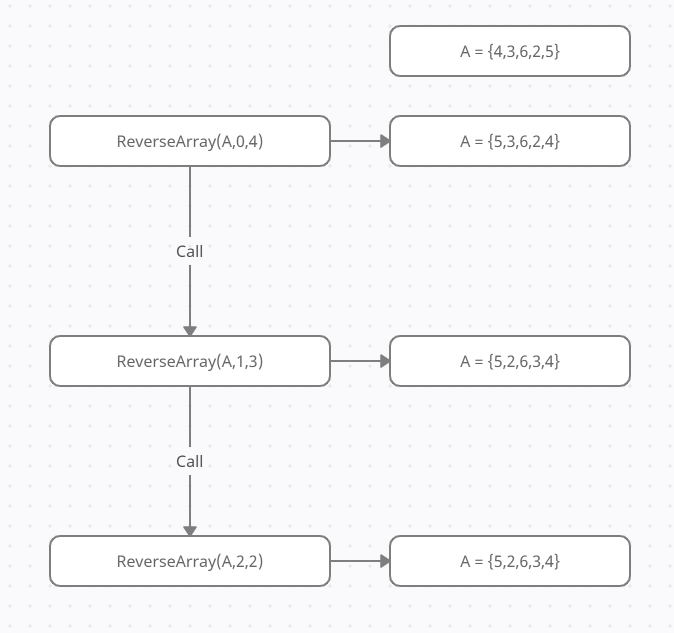 A = {4,3,6,2,5}
ReverseArray(A,0,4)
A = {5,3,6,2,4}
Call
ReverseArray(A,1,3)
A = {5,2,6,3,4}
Call
ReverseArray(A,2,2)
A = {5,2,6,3,4}